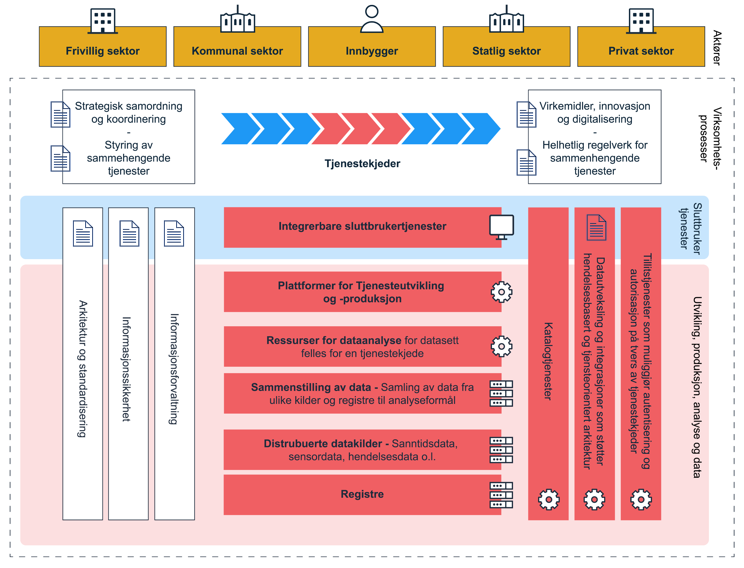 Frivillig sektor
Kommunal sektor
Innbygger
Statlig sektor
Privat sektor
Aktører
Strategisk samordning
og koordinering
-
Styring av
sammehengende
tjenester
Tjenestekjeder
Virkemidler, innovasjon
og digitalisering
-
Helhetlig regelverk for
sammenhengende
tjenester
Virksomhets-
prosesser
Arkitektur og standardisering
Informasjonssikkerhet
Informasjonsforvaltning
Integrerbare sluttbrukertjenester
Plattformer for Tjenesteutvikling
og -produksjon
Ressurser for dataanalyse for datasett
felles for en tjenestekjede
Sammenstilling av data - Samling av data fra
ulike kilder og registre til analyseformål
Distrubuerte datakilder - Sanntidsdata,
sensordata, hendelsesdata o.l.
Registre
Katalogtjenester
Datautveksling og integrasjoner som støtter
hendelsesbasert og tjensteorientert arkitektur
Tillitstjenester som muliggjør autentisering og
autorisasjon på tvers av tjenestekjeder
Sluttbruker
tjenester
Utvikling, produksjon, analyse og data